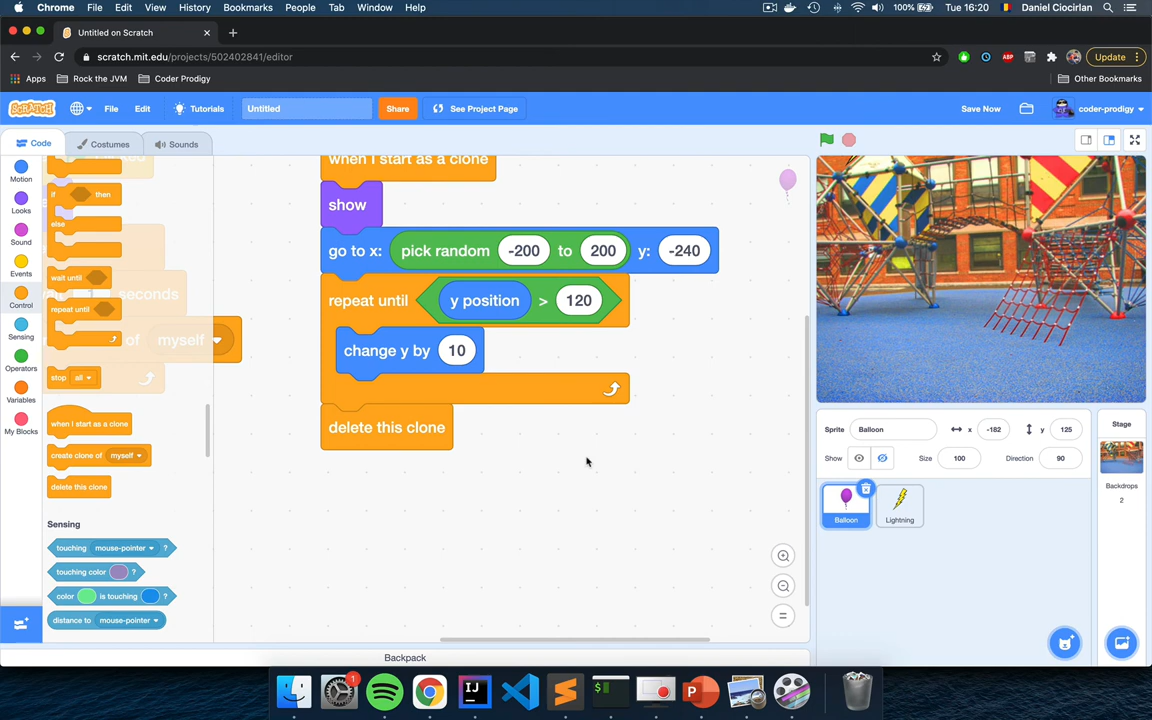 Chrome File Edit View History Bookmarks People Tab Window Help 100% Tue 16:20 Daniel Ciocirlan
Untitled on Scratch
scratch.mit.edu/projects/502402841/editor ABP Update
Apps Rock the JVM Coder Prodigy Other Bookmarks
SCRATCH File Edit Tutorials Untitled Share See Project Page Save Now coder-prodigy
Code Costumes Sounds
Motion
Looks
Sound
Events
Control
Sensing
Operators
Variables
My Blocks
if then
else
wait until
repeat until
stop all
when I start as a clone
create clone of myself
delete this clone
Sensing
touching mouse-pointer ?
touching color ?
color is touching ?
distance to mouse-pointer
seconds
of myself
when I start as a clone
show
go to x: pick random -200 to 200 y: -240
repeat until y position > 120
change y by 10
delete this clone
Backpack
Sprite Balloon x -182 y 125
Show Size 100 Direction 90
Balloon
Lightning
Stage
Backdrops
2
1
IJ
$
P